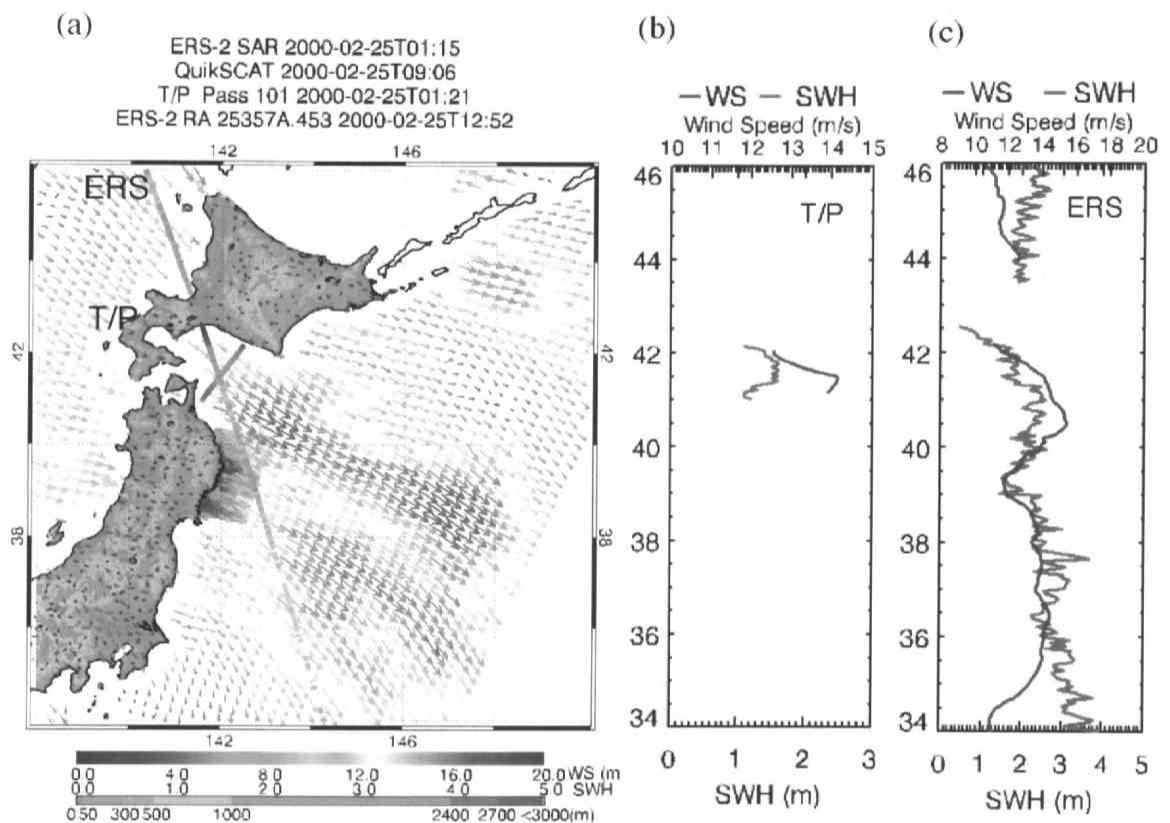 (a)
ERS-2 SAR 2000-02-25T01:15
QuikSCAT 2000-02-25T09:06
T/P Pass 101 2000-02-25T01:21
ERS-2 RA 25357A.453 2000-02-25T12:52
142 146
ERS
T/P
42 42
38 38
142 146
0.0 4.0 8.0 12.0 16.0 20.0 WS (m
0.0 1.0 2.0 3.0 4.0 5.0 SWH
0 50 300 500 1000 2400 2700 <3000(m)
(b)
WS SWH
Wind Speed (m/s)
10 11 12 13 14 15
46
T/P
44
42
40
38
36
34
0 1 2 3
SWH (m)
(c)
WS SWH
Wind Speed (m/s)
8 10 12 14 16 18 20
46
ERS
44
42
40
38
36
34
0 1 2 3 4 5
SWH (m)